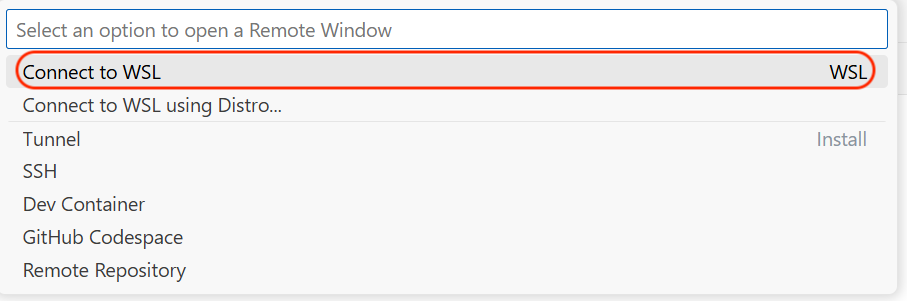 Select an option to open a Remote Window
Connect to WSL WSL
Connect to WSL using Distro...
Tunnel Install
SSH
Dev Container
GitHub Codespace
Remote Repository